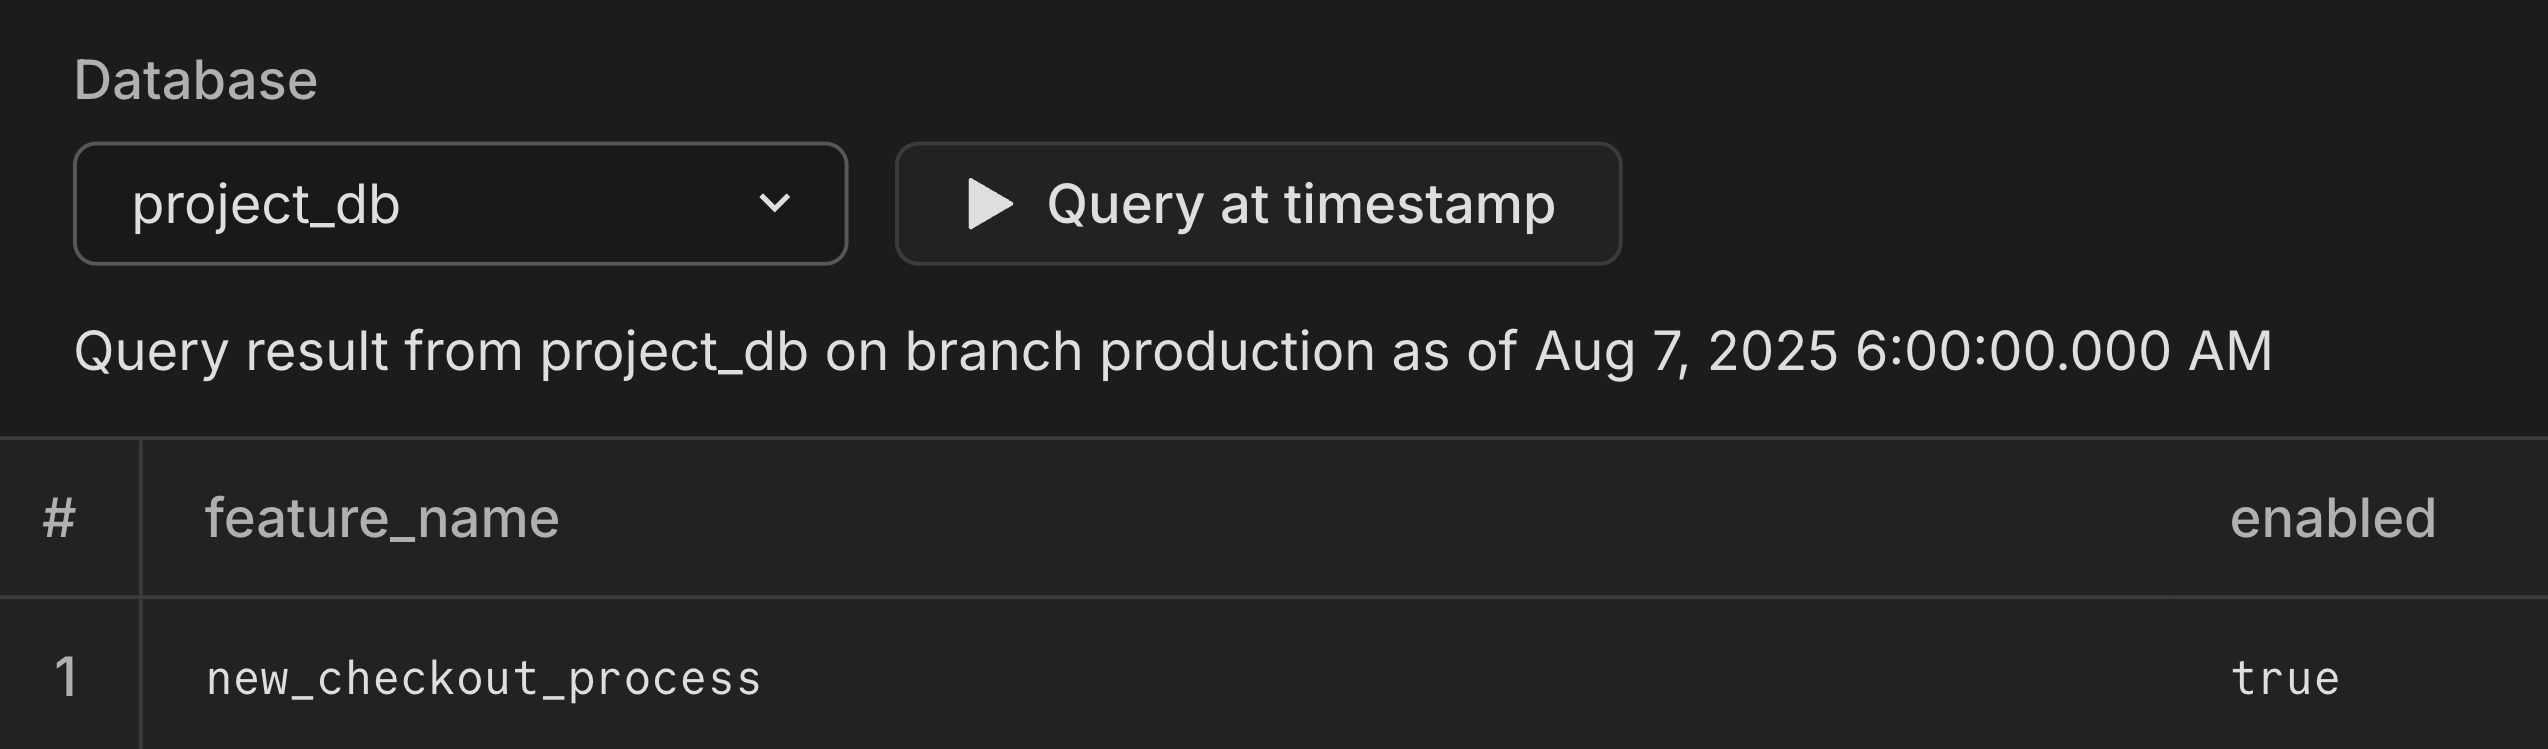 Database
project_db Query at timestamp
Query result from project_db on branch production as of Aug 7, 2025 6:00:00.000 AM
# feature_name enabled
1 new_checkout_process true